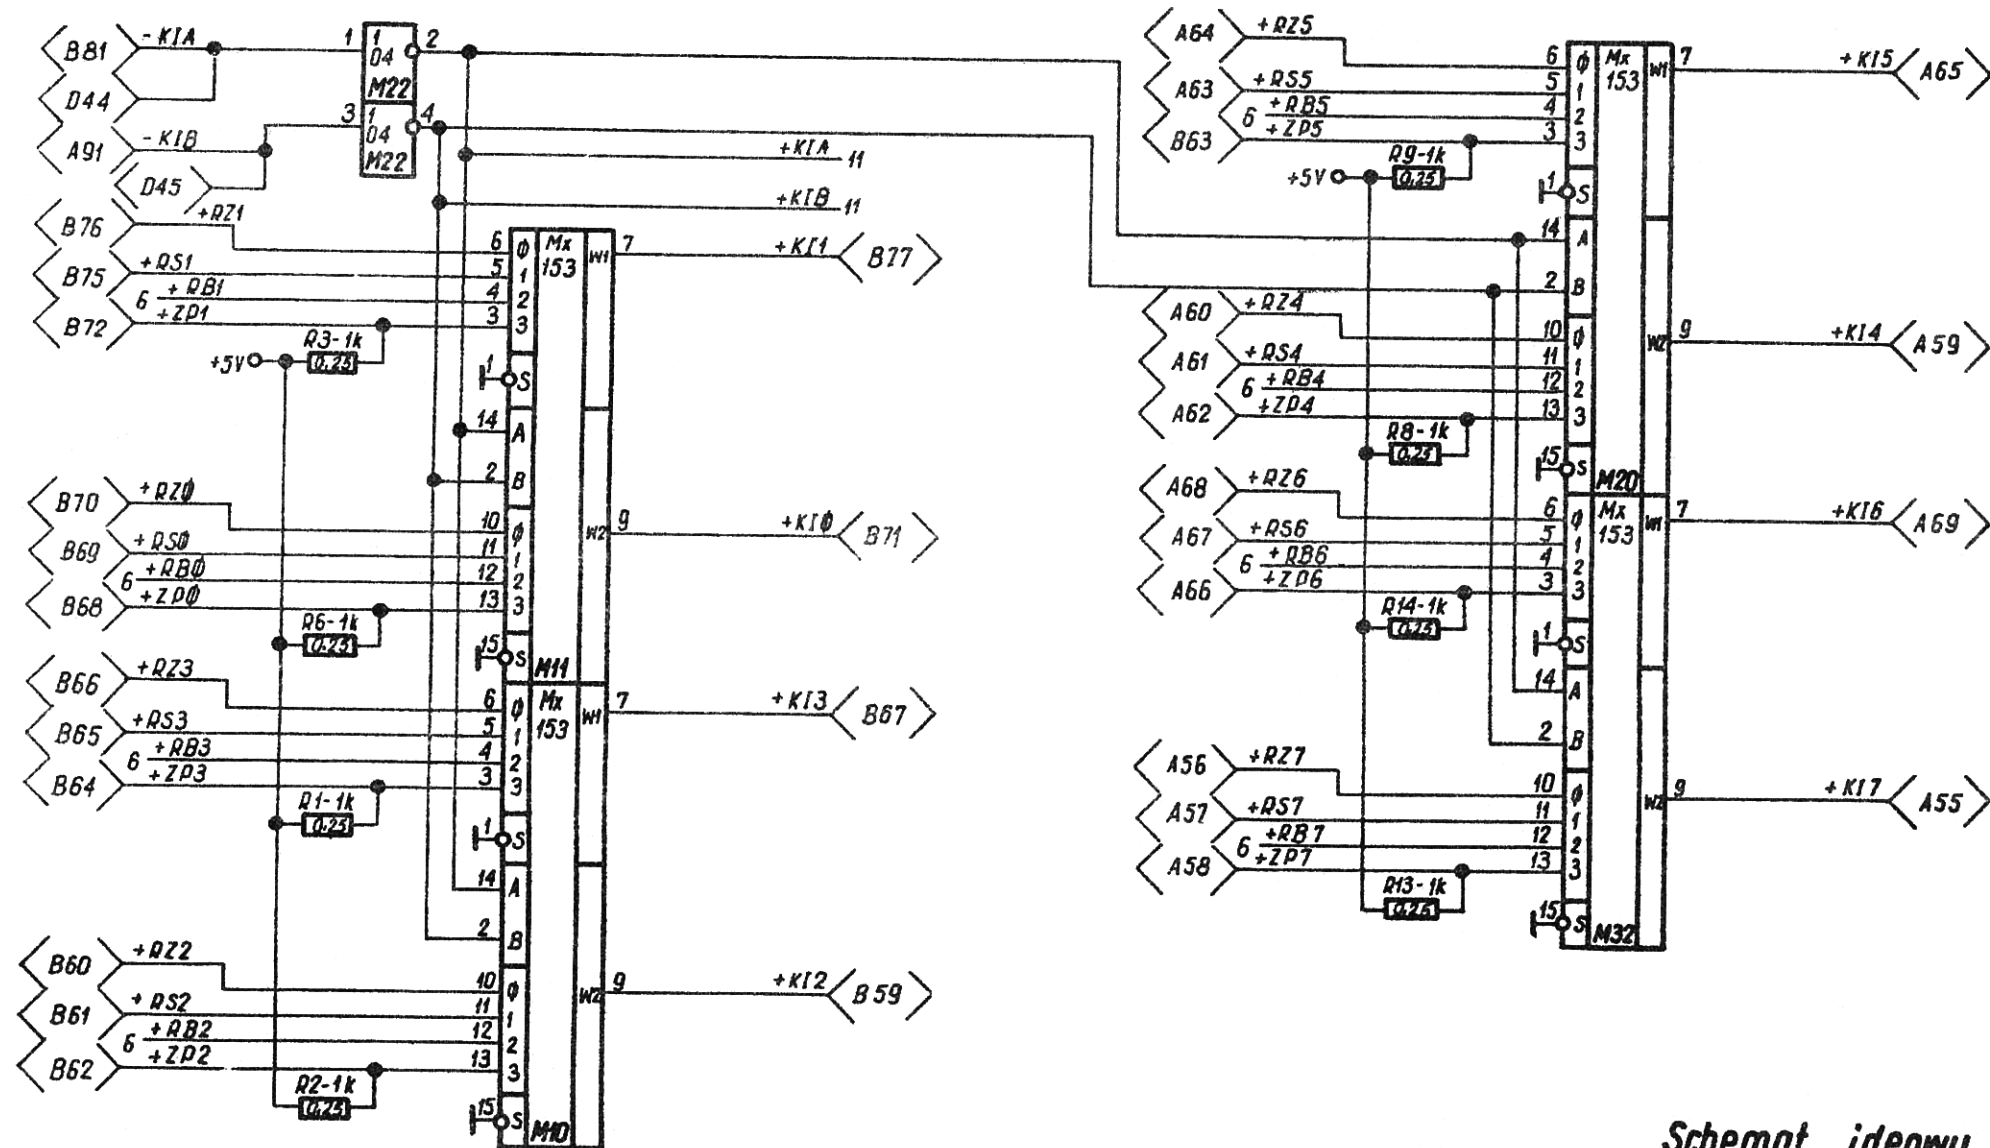 B81 -KIA 1 1 2
04
M22
D44
3 1 4
04
M22
A91 -KIB
D45
+KIA 11
+KIB 11
B76 +RZ1 6 φ Mx W1 7 +KI1 B77
153
B75 +RS1 5 1
6 +RB1 4 2
B72 +ZP1 3 3
R3-1k
+5V 0,25
1 S
14 A
2 B
B70 +RZφ 10 φ W2 9 +KIφ B71
B69 +RSφ 11 1
6 +RBφ 12 2
B68 +ZPφ 13 3
R6-1k
0,25
15 S
M11
B66 +RZ3 6 φ Mx W1 7 +KI3 B67
153
B65 +RS3 5 1
6 +RB3 4 2
B64 +ZP3 3 3
R1-1k
0,25
1 S
14 A
2 B
B60 +RZ2 10 φ W2 9 +KI2 B59
B61 +RS2 11 1
6 +RB2 12 2
B62 +ZP2 13 3
R2-1k
0,25
15 S
M10
A64 +RZ5 6 φ Mx W1 7 +KI5 A65
153
A63 +RS5 5 1
6 +RB5 4 2
B63 +ZP5 3 3
R9-1k
+5V 0,25
1 S
14 A
2 B
A60 +RZ4 10 φ W2 9 +KI4 A59
A61 +RS4 11 1
6 +RB4 12 2
A62 +ZP4 13 3
R8-1k
0,25
15 S
M20
A68 +RZ6 6 φ Mx W1 7 +KI6 A69
153
A67 +RS6 5 1
6 +RB6 4 2
A66 +ZP6 3 3
R14-1k
0,25
1 S
14 A
2 B
A56 +RZ7 10 φ W2 9 +KI7 A55
A57 +RS7 11 1
6 +RB7 12 2
A58 +ZP7 13 3
R13-1k
0,25
15 S
M32
Schemat ideowy